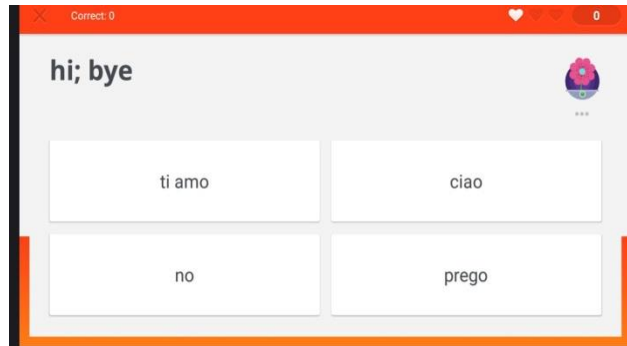 Correct: 0
0
hi; bye
ti amo
ciao
no
prego